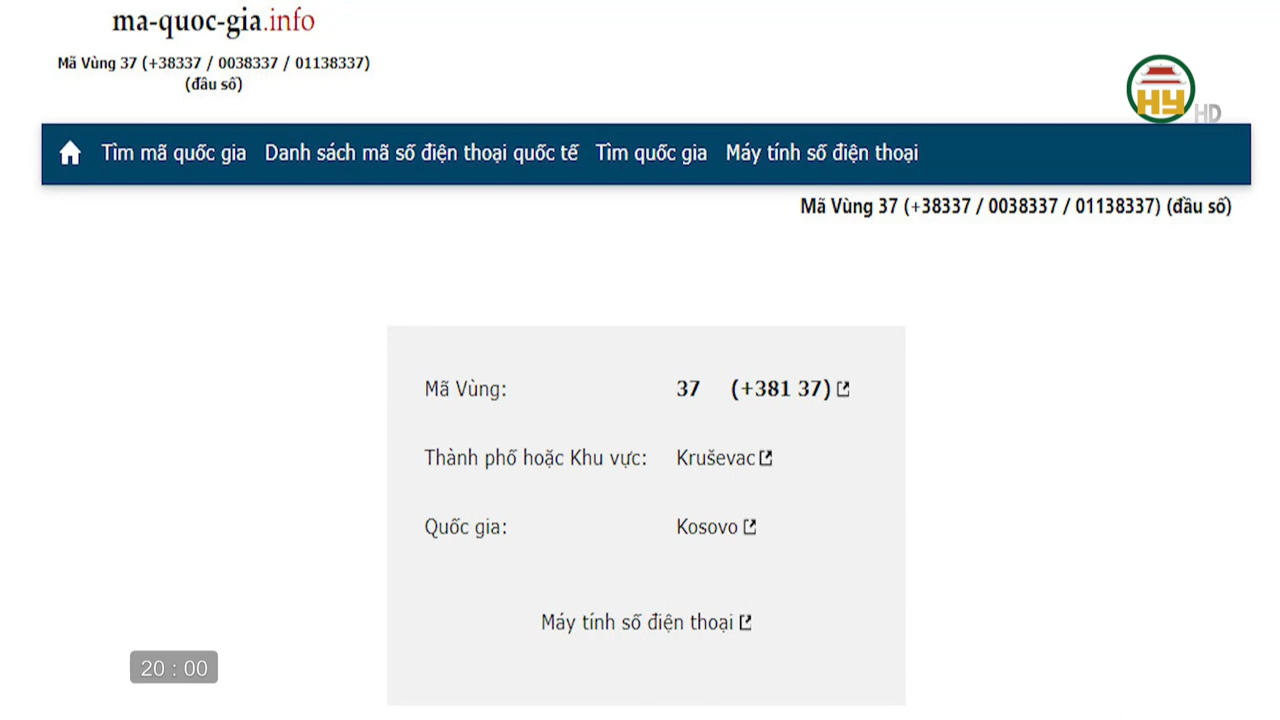 ma-quoc-gia.info
Mã Vùng 37 (+38337 / 0038337 / 01138337)
(đầu số)
HY
HD
Tìm mã quốc gia Danh sách mã số điện thoại quốc tế Tìm quốc gia Máy tính số điện thoại
Mã Vùng 37 (+38337 / 0038337 / 01138337) (đầu số)
Mã Vùng: 37 (+381 37)
Thành phố hoặc Khu vực: Kruševac
Quốc gia: Kosovo
Máy tính số điện thoại
20 : 00